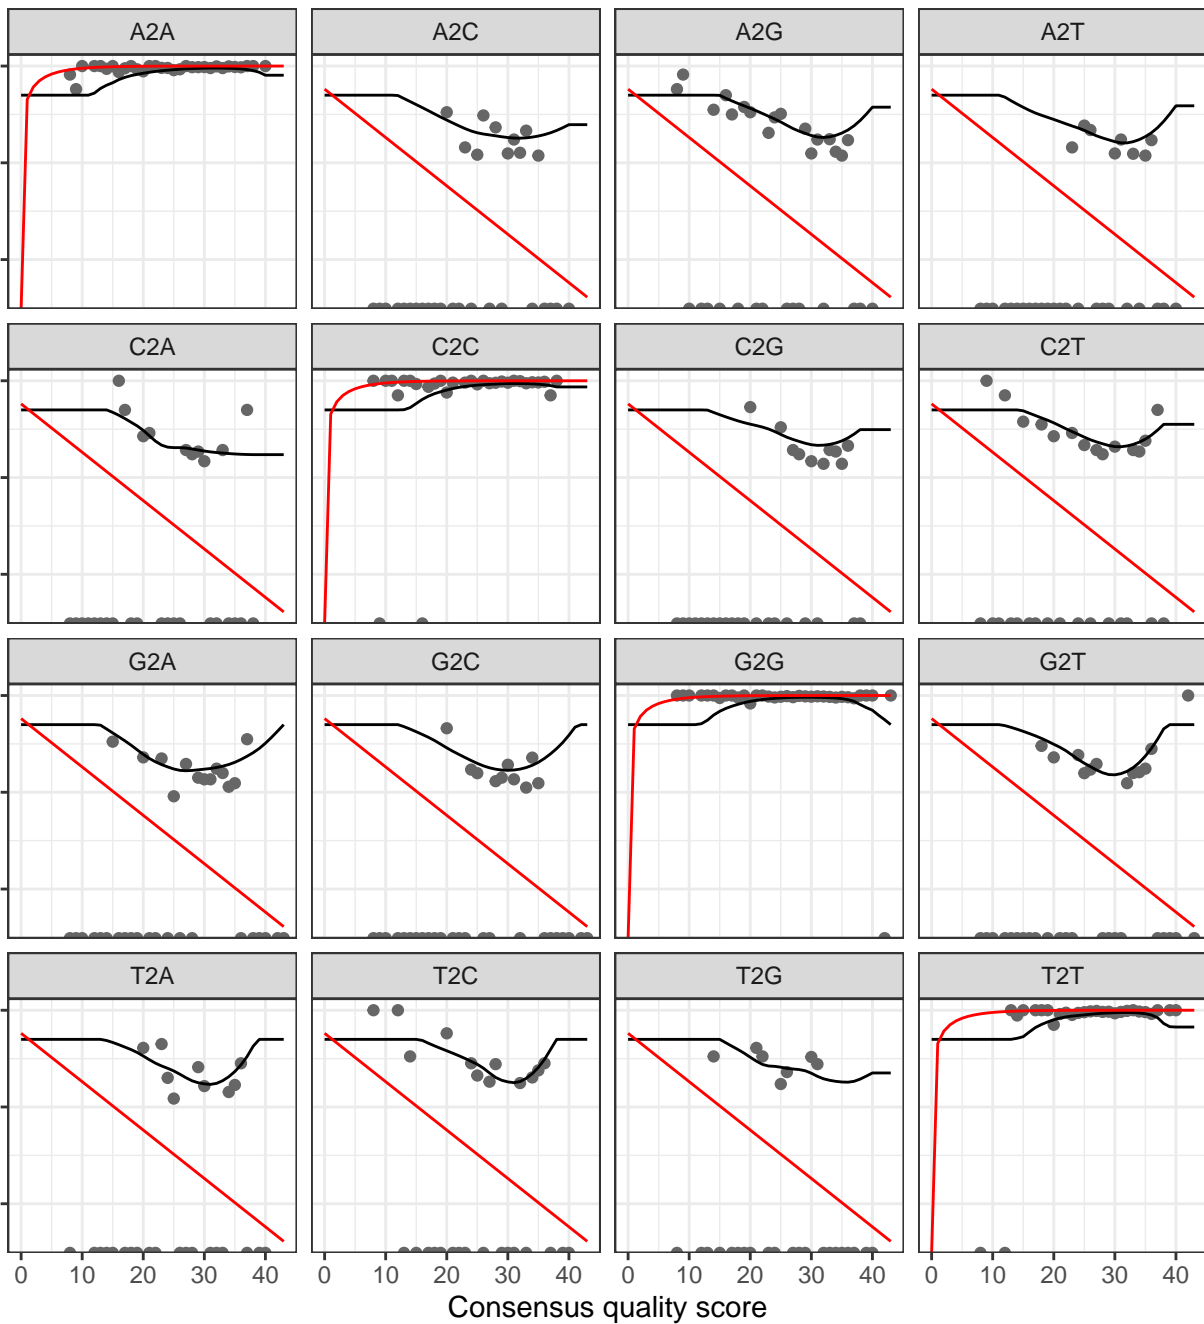 A2A A2C A2G A2T
C2A C2C C2G C2T
G2A G2C G2G G2T
T2A T2C T2G T2T
0 10 20 30 40 0 10 20 30 40 0 10 20 30 40 0 10 20 30 40
Consensus quality score